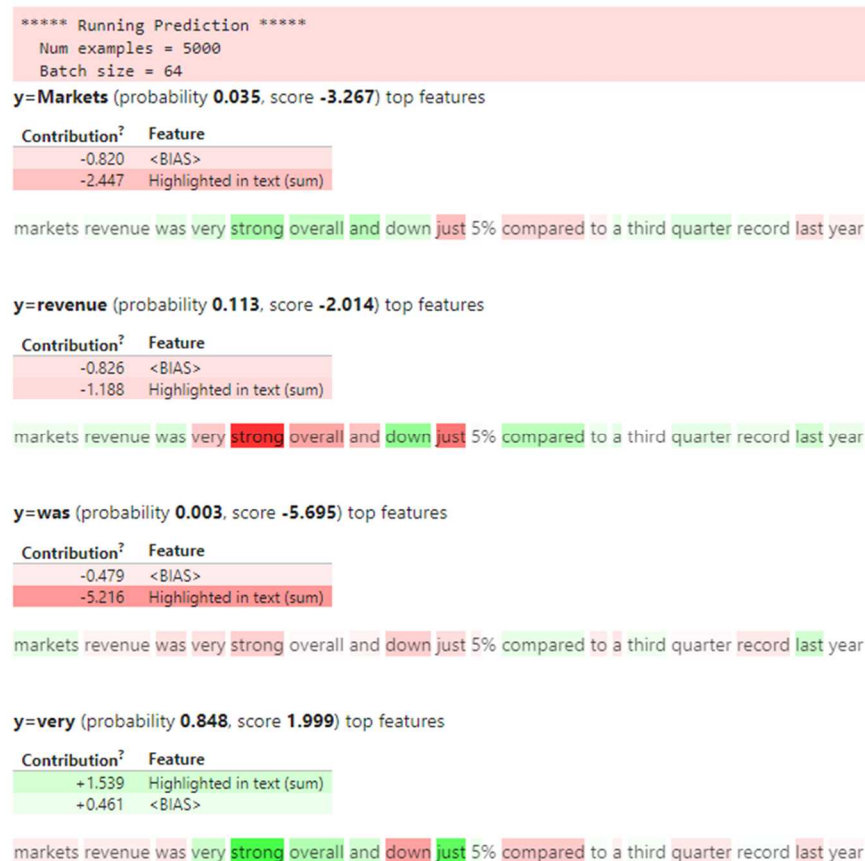 ***** Running Prediction *****
Num examples = 5000
Batch size = 64
y=Markets (probability 0.035, score -3.267) top features
Contribution? Feature
-0.820 <BIAS>
-2.447 Highlighted in text (sum)
markets revenue was very strong overall and down just 5% compared to a third quarter record last year
y=revenue (probability 0.113, score -2.014) top features
Contribution? Feature
-0.826 <BIAS>
-1.188 Highlighted in text (sum)
markets revenue was very strong overall and down just 5% compared to a third quarter record last year
y=was (probability 0.003, score -5.695) top features
Contribution? Feature
-0.479 <BIAS>
-5.216 Highlighted in text (sum)
markets revenue was very strong overall and down just 5% compared to a third quarter record last year
y=very (probability 0.848, score 1.999) top features
Contribution? Feature
+1.539 Highlighted in text (sum)
+0.461 <BIAS>
markets revenue was very strong overall and down just 5% compared to a third quarter record last year